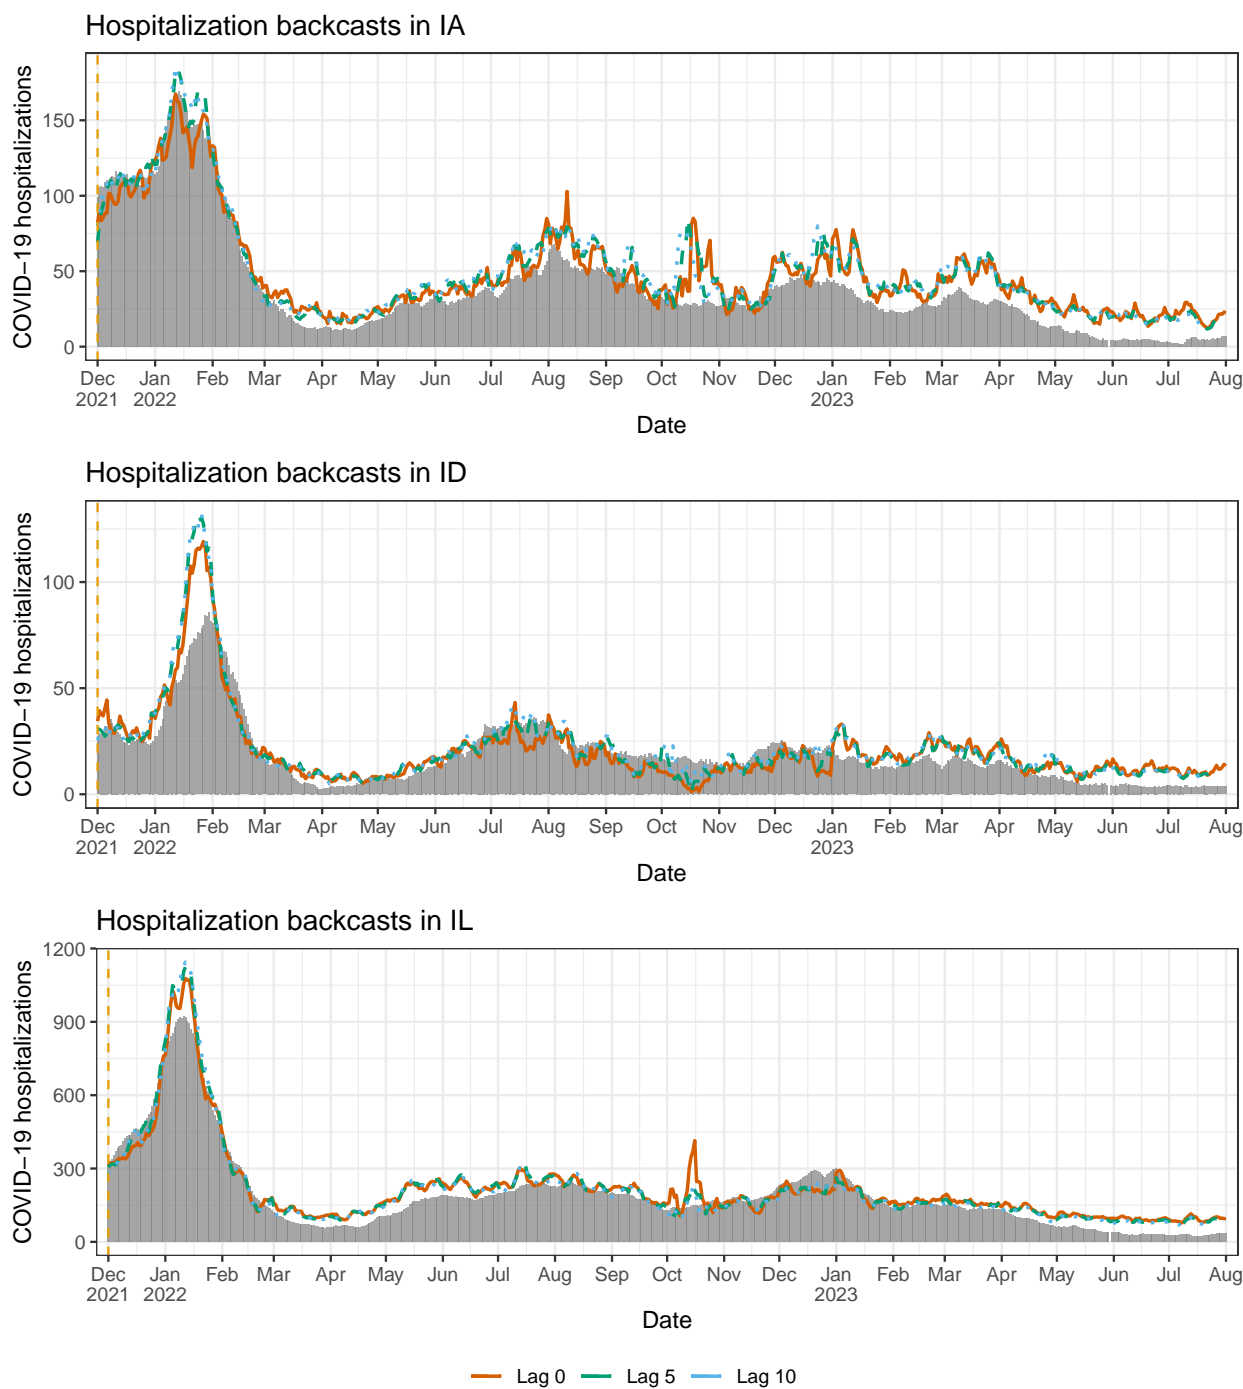 Hospitalization backcasts in IA
COVID−19 hospitalizations
150
100
50
0
Dec Jan Feb Mar Apr May Jun Jul Aug Sep Oct Nov Dec Jan Feb Mar Apr May Jun Jul Aug
2021 2022 2023
Date
Hospitalization backcasts in ID
COVID−19 hospitalizations
100
50
0
Dec Jan Feb Mar Apr May Jun Jul Aug Sep Oct Nov Dec Jan Feb Mar Apr May Jun Jul Aug
2021 2022 2023
Date
Hospitalization backcasts in IL
COVID−19 hospitalizations
1200
900
600
300
0
Dec Jan Feb Mar Apr May Jun Jul Aug Sep Oct Nov Dec Jan Feb Mar Apr May Jun Jul Aug
2021 2022 2023
Date
Lag 0 Lag 5 Lag 10